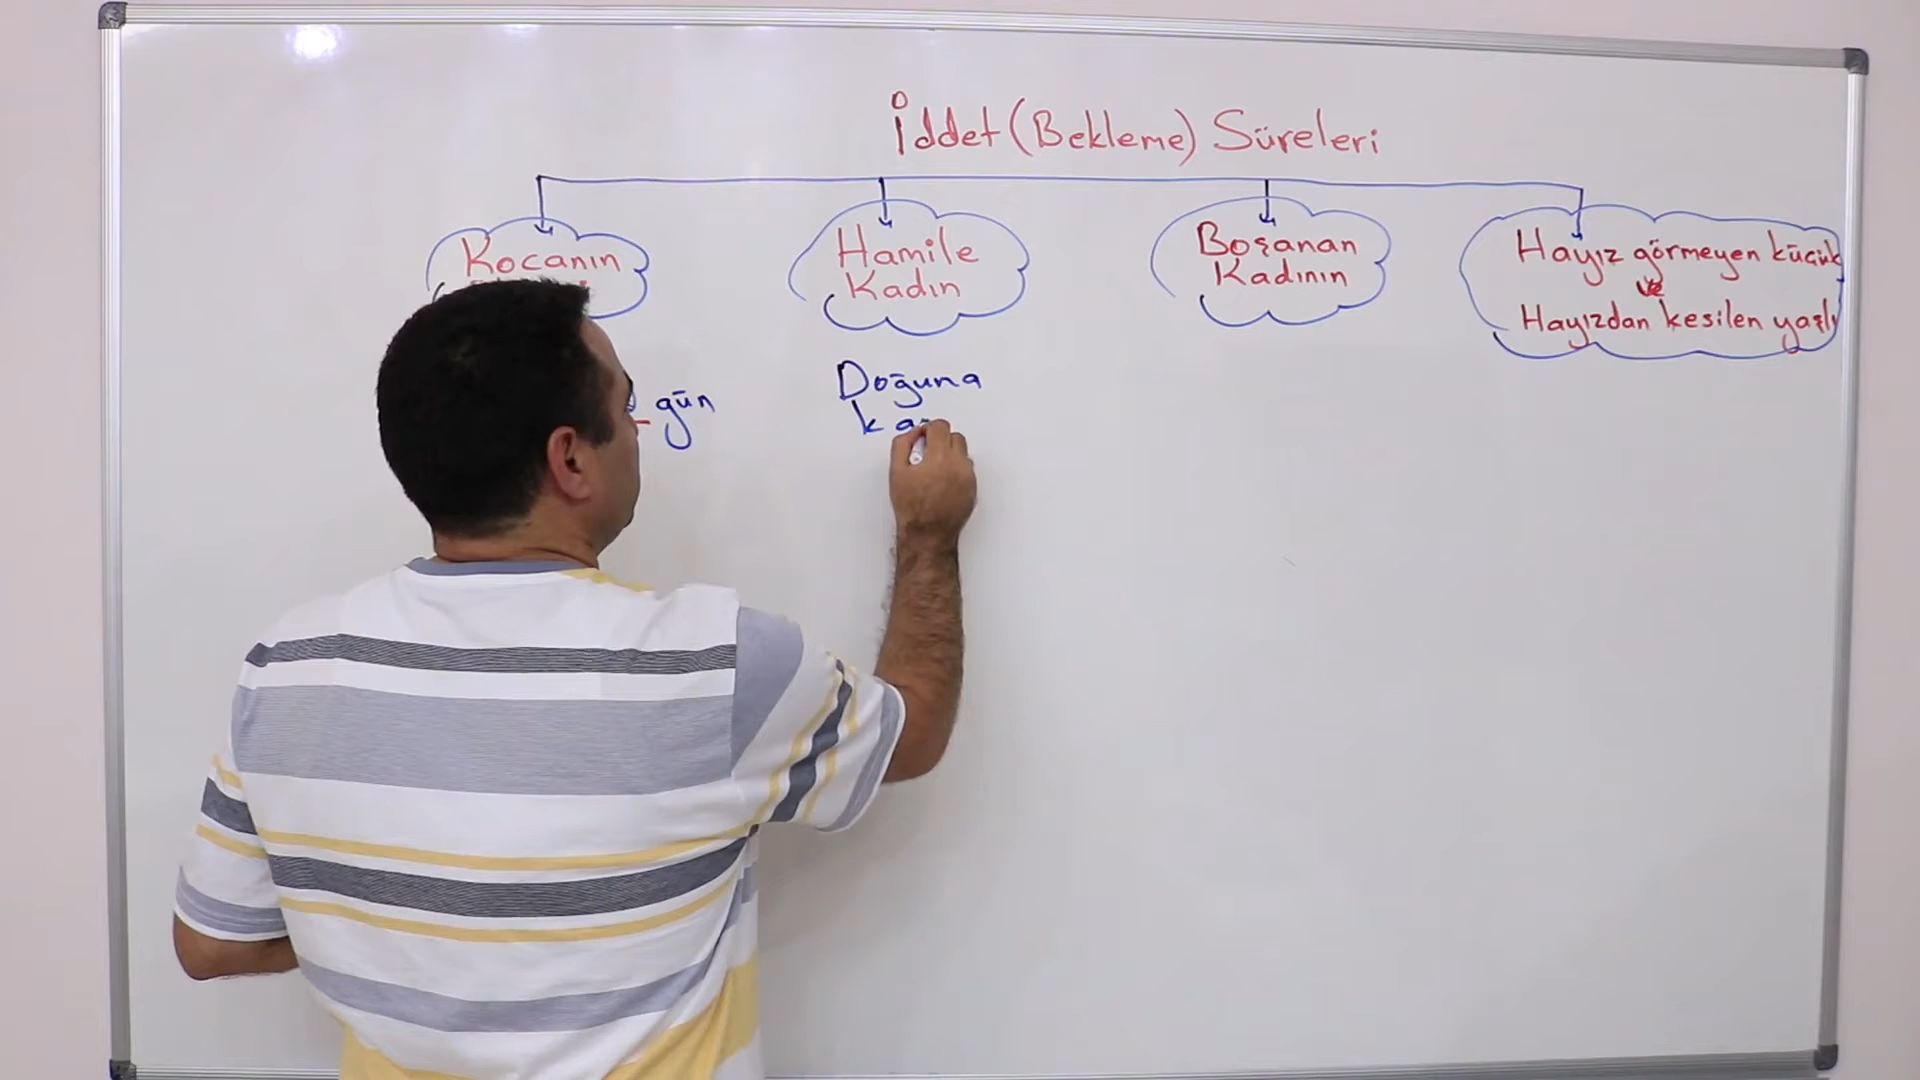 İddet (Bekleme) Süreleri
Kocanın
Hamile
Kadın
Boşanan
Kadının
Hayız görmeyen küçük
ve
Hayızdan kesilen yaşlı
gün
Doğuna